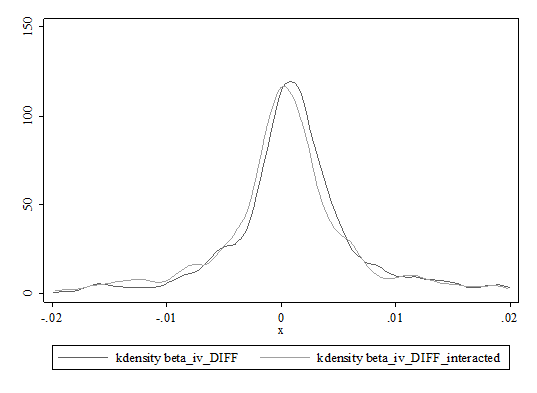 150
100
50
0
-.02 -.01 0 .01 .02
x
kdensity beta_iv_DIFF kdensity beta_iv_DIFF_interacted